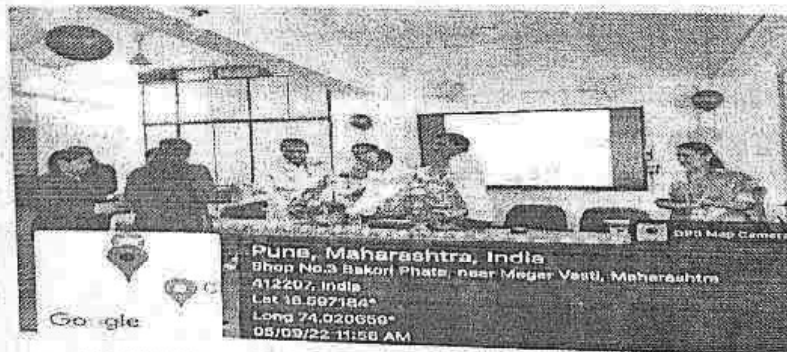 GPS Map Camera
Pune, Maharashtra, India
Shop No.3 Bakori Phata, near Magar Vasti, Maharashtra
412207, India
Lat 18.597184°
Long 74.020659°
05/09/22 11:56 AM
Google